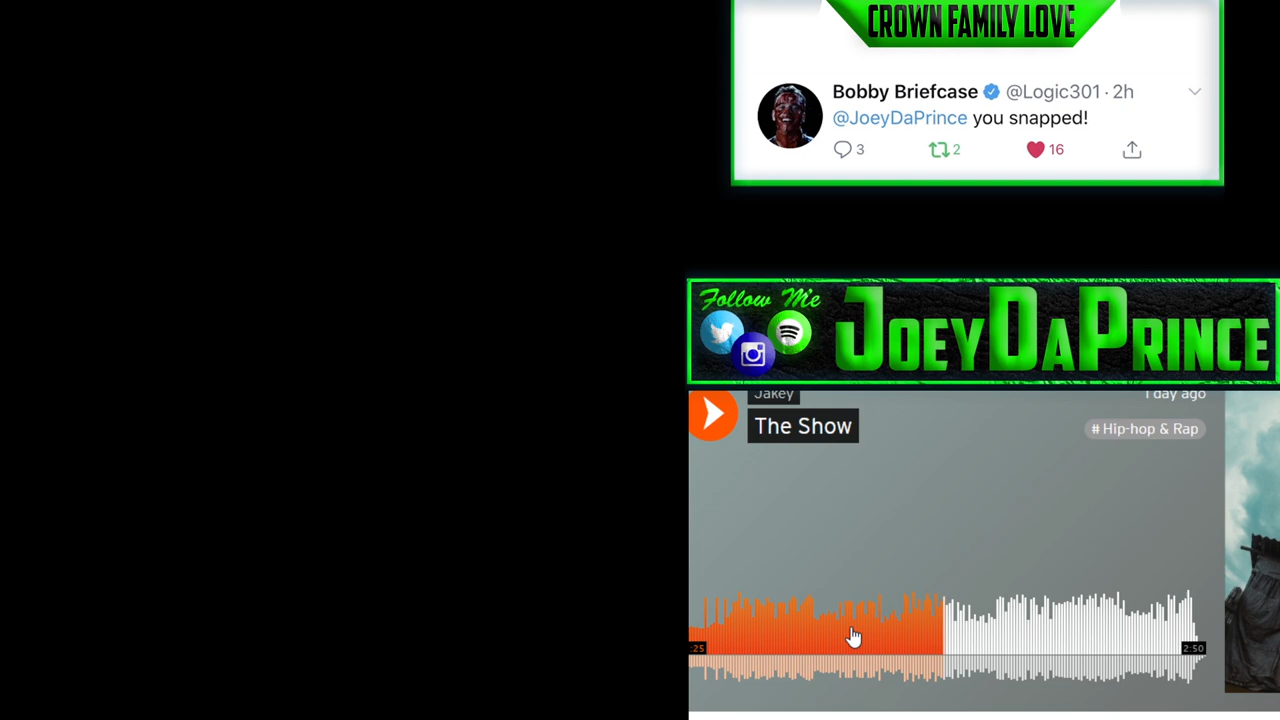 CROWN FAMILY LOVE
Bobby Briefcase @Logic301 · 2h
@JoeyDaPrince you snapped!
3 2 16
Follow Me
JOEYDAPRINCE
Jakey 1 day ago
The Show # Hip-hop & Rap
:25 2:50